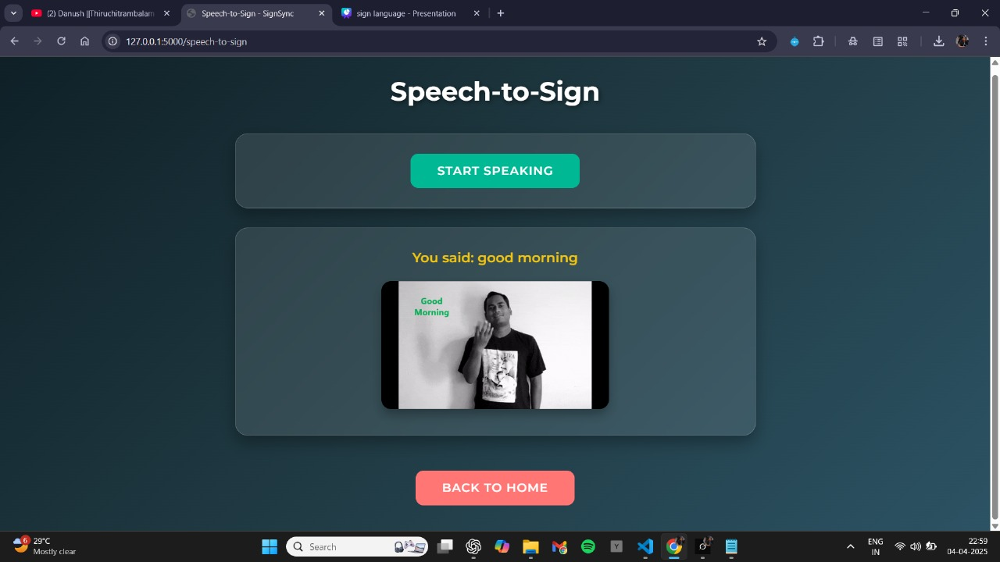 (2) Danush ||Thiruchitrambalam
Speech-to-Sign - SignSync
sign language - Presentation
127.0.0.1:5000/speech-to-sign
Speech-to-Sign
START SPEAKING
You said: good morning
Good
Morning
BACK TO HOME
6
29°C
Mostly clear
Search
ENG
IN
22:59
04-04-2025